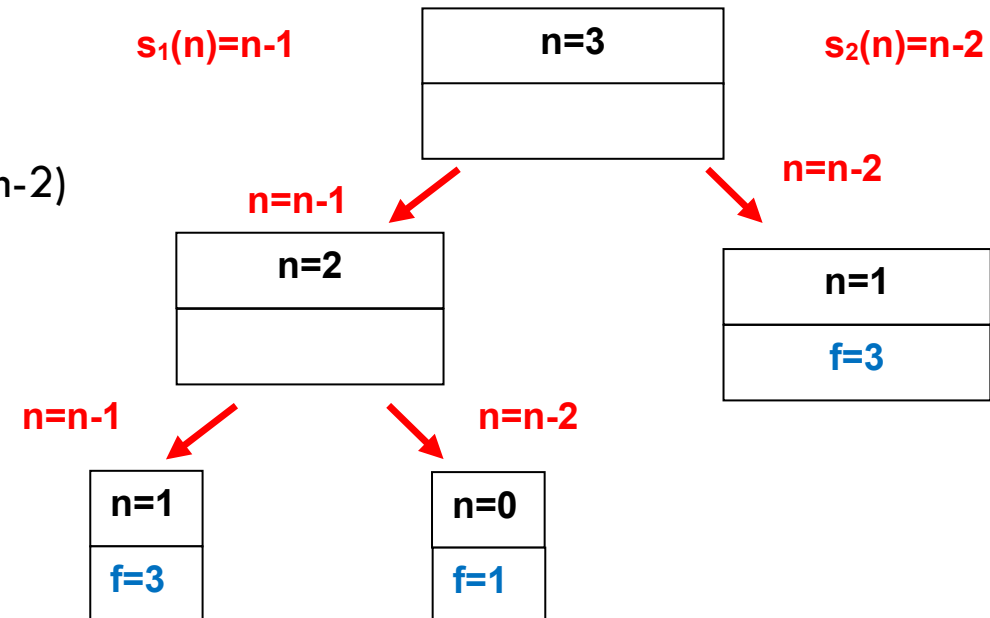 s₁(n)=n-1
n=3
s₂(n)=n-2
-2)
n=n-2
n=n-1
n=2
n=1
f=3
n=n-1
n=n-2
n=1
n=0
f=3
f=1